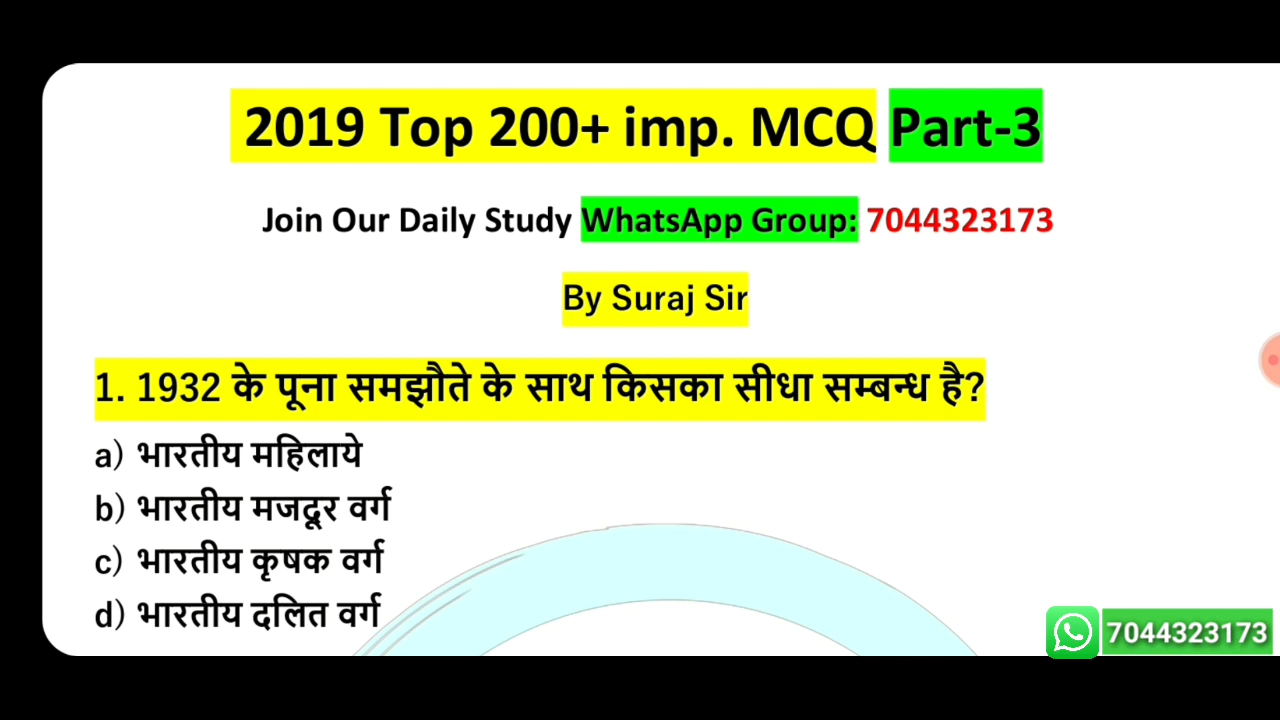 2019 Top 200+ imp. MCQ Part-3
Join Our Daily Study WhatsApp Group: 7044323173
By Suraj Sir
1. 1932 के पूना समझौते के साथ किसका सीधा सम्बन्ध है?
a) भारतीय महिलाये
b) भारतीय मजदूर वर्ग
c) भारतीय कृषक वर्ग
d) भारतीय दलित वर्ग
7044323173